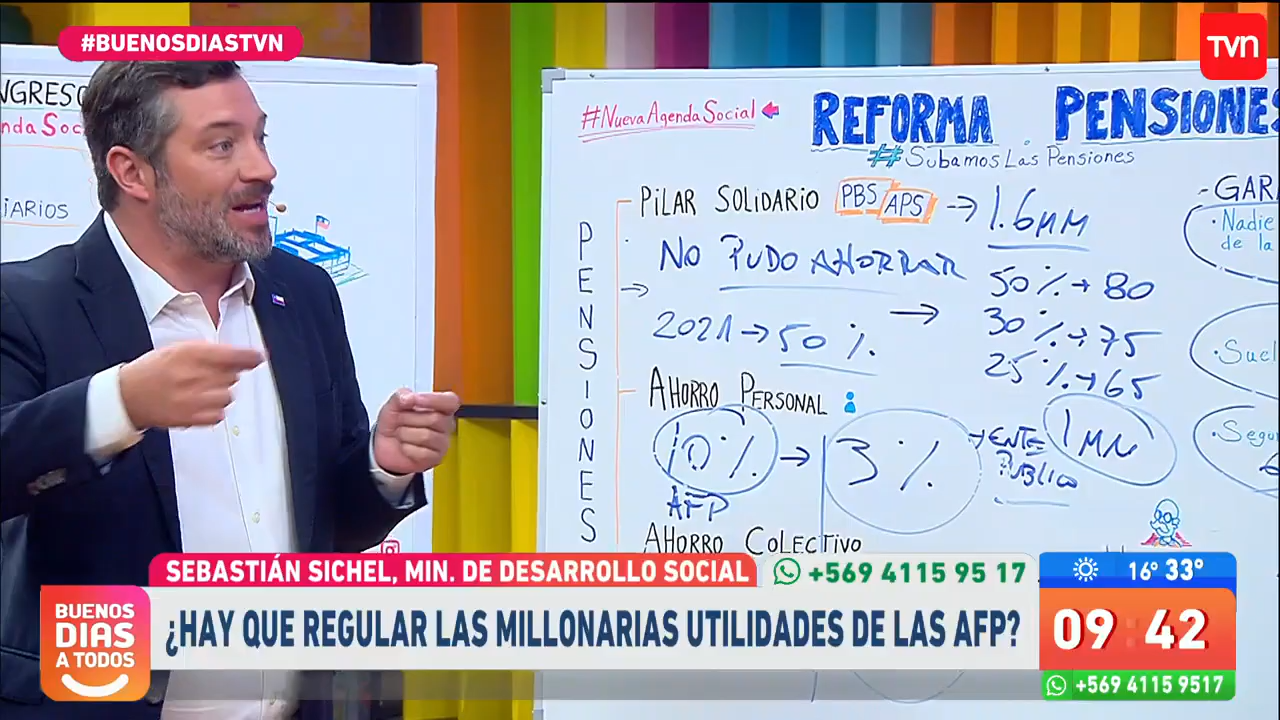 #BUENOSDIASTVN
TVN
NGRESO
nda Soc
IARIOS
#NuevaAgendaSocial
REFORMA PENSIONES
#SubamosLasPensiones
PENSIONES
PILAR SOLIDARIO PBS APS → 1.6MM
NO PUDO AHORRAR
2021 → 50%
50% → 80
30% → 75
25% → 65
AHORRO PERSONAL
10% → 3% → ENTE PUBLICO
1 MM
AFP
AHORRO COLECTIVO
- GAR
· Nadie
de la
· Suel
· Segu
SEBASTIÁN SICHEL, MIN. DE DESARROLLO SOCIAL
+569 4115 95 17
16° 33°
BUENOS
DIAS
A TODOS
¿HAY QUE REGULAR LAS MILLONARIAS UTILIDADES DE LAS AFP?
09:42
+569 4115 9517